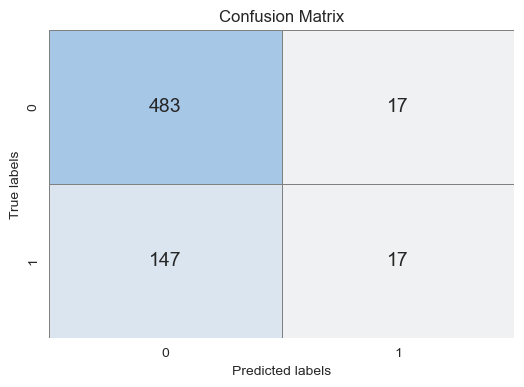 Confusion Matrix
True labels
0
483
17
1
147
17
0
1
Predicted labels